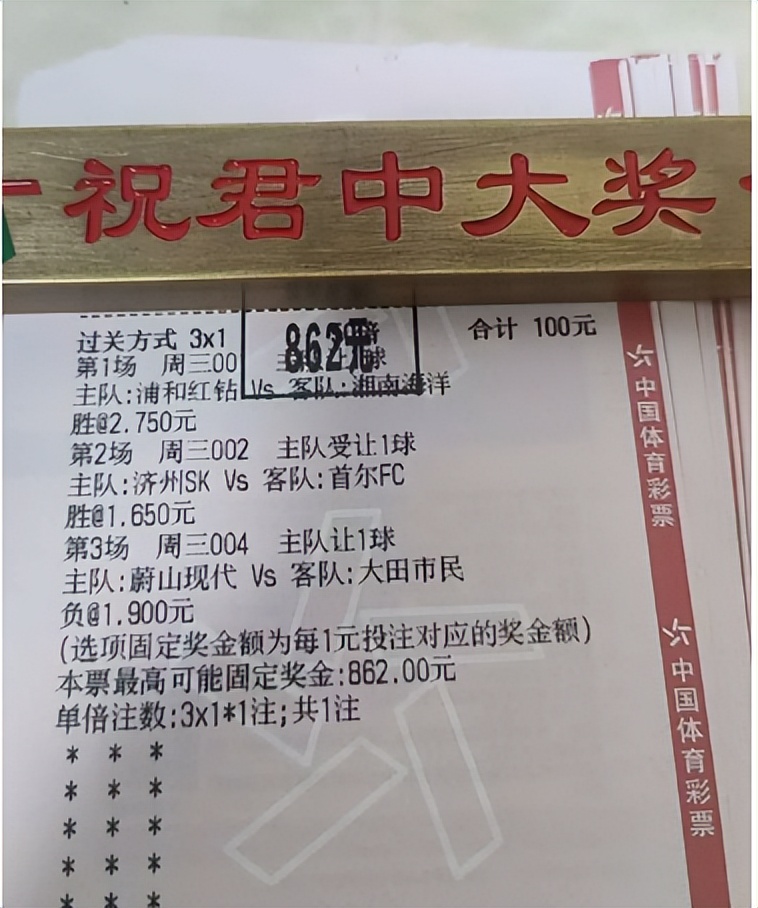 祝君中大奖
过关方式 3x1
862元
合计 100元
第1场 周三00
主队:浦和红钻 Vs 客队:湘南海洋
胜@2.750元
第2场 周三002 主队受让1球
主队:济州SK Vs 客队:首尔FC
胜@1.650元
第3场 周三004 主队让1球
主队:蔚山现代 Vs 客队:大田市民
负@1.900元
(选项固定奖金额为每1元投注对应的奖金额)
本票最高可能固定奖金:862.00元
单倍注数:3x1*1注;共1注
* * *
* * *
* * *
* * *
* * *
中国体育彩票
中国体育彩票